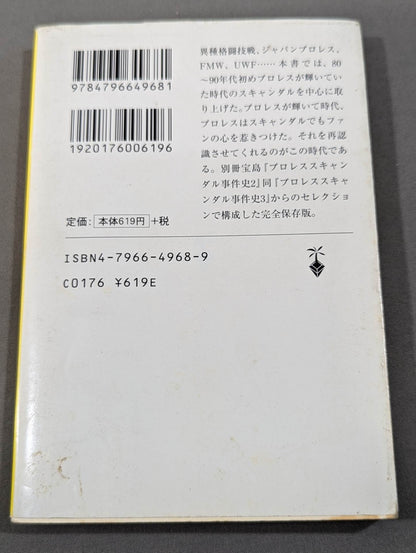 9784796649681
1920176006196
定価: 本体619円 +税
ISBN4-7966-4968-9
C0176 ¥619E
異種格闘技戦、ジャパンプロレス、
FMW、UWF……本書では、80
〜90年代初めプロレスが輝いてい
た時代のスキャンダルを中心に取
り上げた。プロレスが輝いて時代、
プロレスはスキャンダルでもファ
ンの心を惹きつけた。それを再認
識させてくれるのがこの時代であ
る。別冊宝島『プロレススキャン
ダル事件史2』同『プロレススキャ
ンダル事件史3』からのセレクショ
ンで構成した完全保存版。